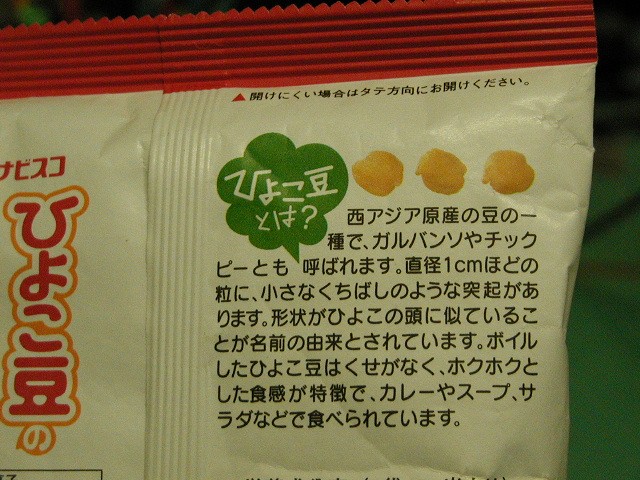 ▲開けにくい場合はタテ方向にお開けください。
ナビスコ
ひよこ豆の
ひよこ豆
とは?
西アジア原産の豆の一
種で、ガルバンソやチック
ピーとも 呼ばれます。直径1cmほどの
粒に、小さなくちばしのような突起があ
ります。形状がひよこの頭に似ているこ
とが名前の由来とされています。ボイル
したひよこ豆はくせがなく、ホクホクと
した食感が特徴で、カレーやスープ、サ
ラダなどで食べられています。